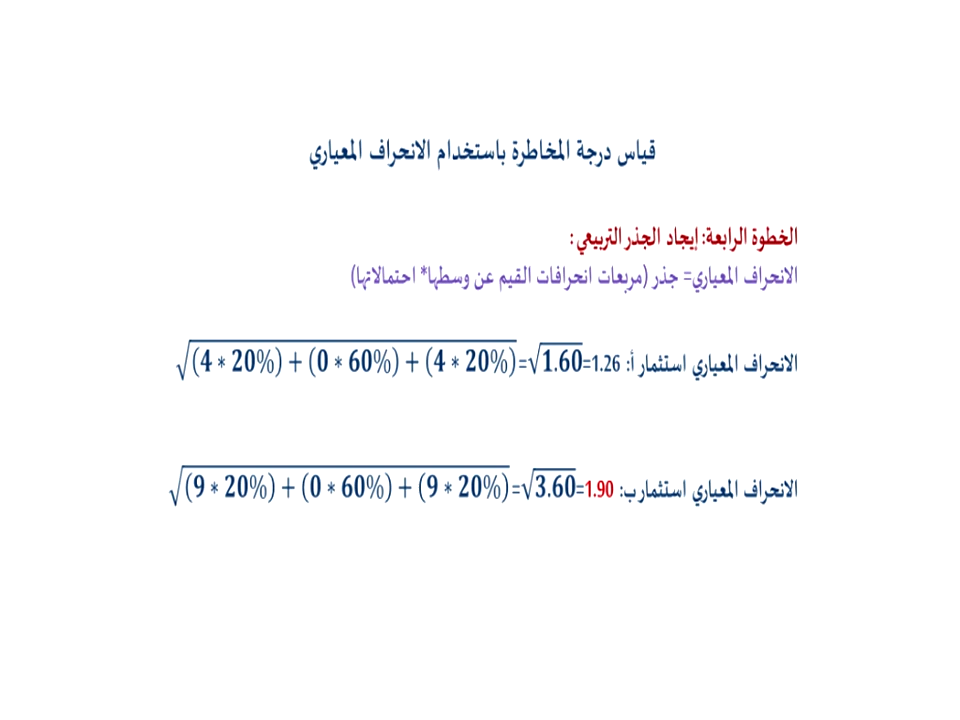 قياس درجة المخاطرة باستخدام الانحراف المعياري
الخطوة الرابعة: إيجاد الجذر التربيعي :
الانحراف المعياري= جذر (مربعات انحرافات القيم عن وسطها* احتمالاتها)
الانحراف المعياري استثمار أ: 1.26=√1.60=√(4 * 20%) + (0 * 60%) + (4 * 20%)
الانحراف المعياري استثمار ب: 1.90=√3.60=√(9 * 20%) + (0 * 60%) + (9 * 20%)